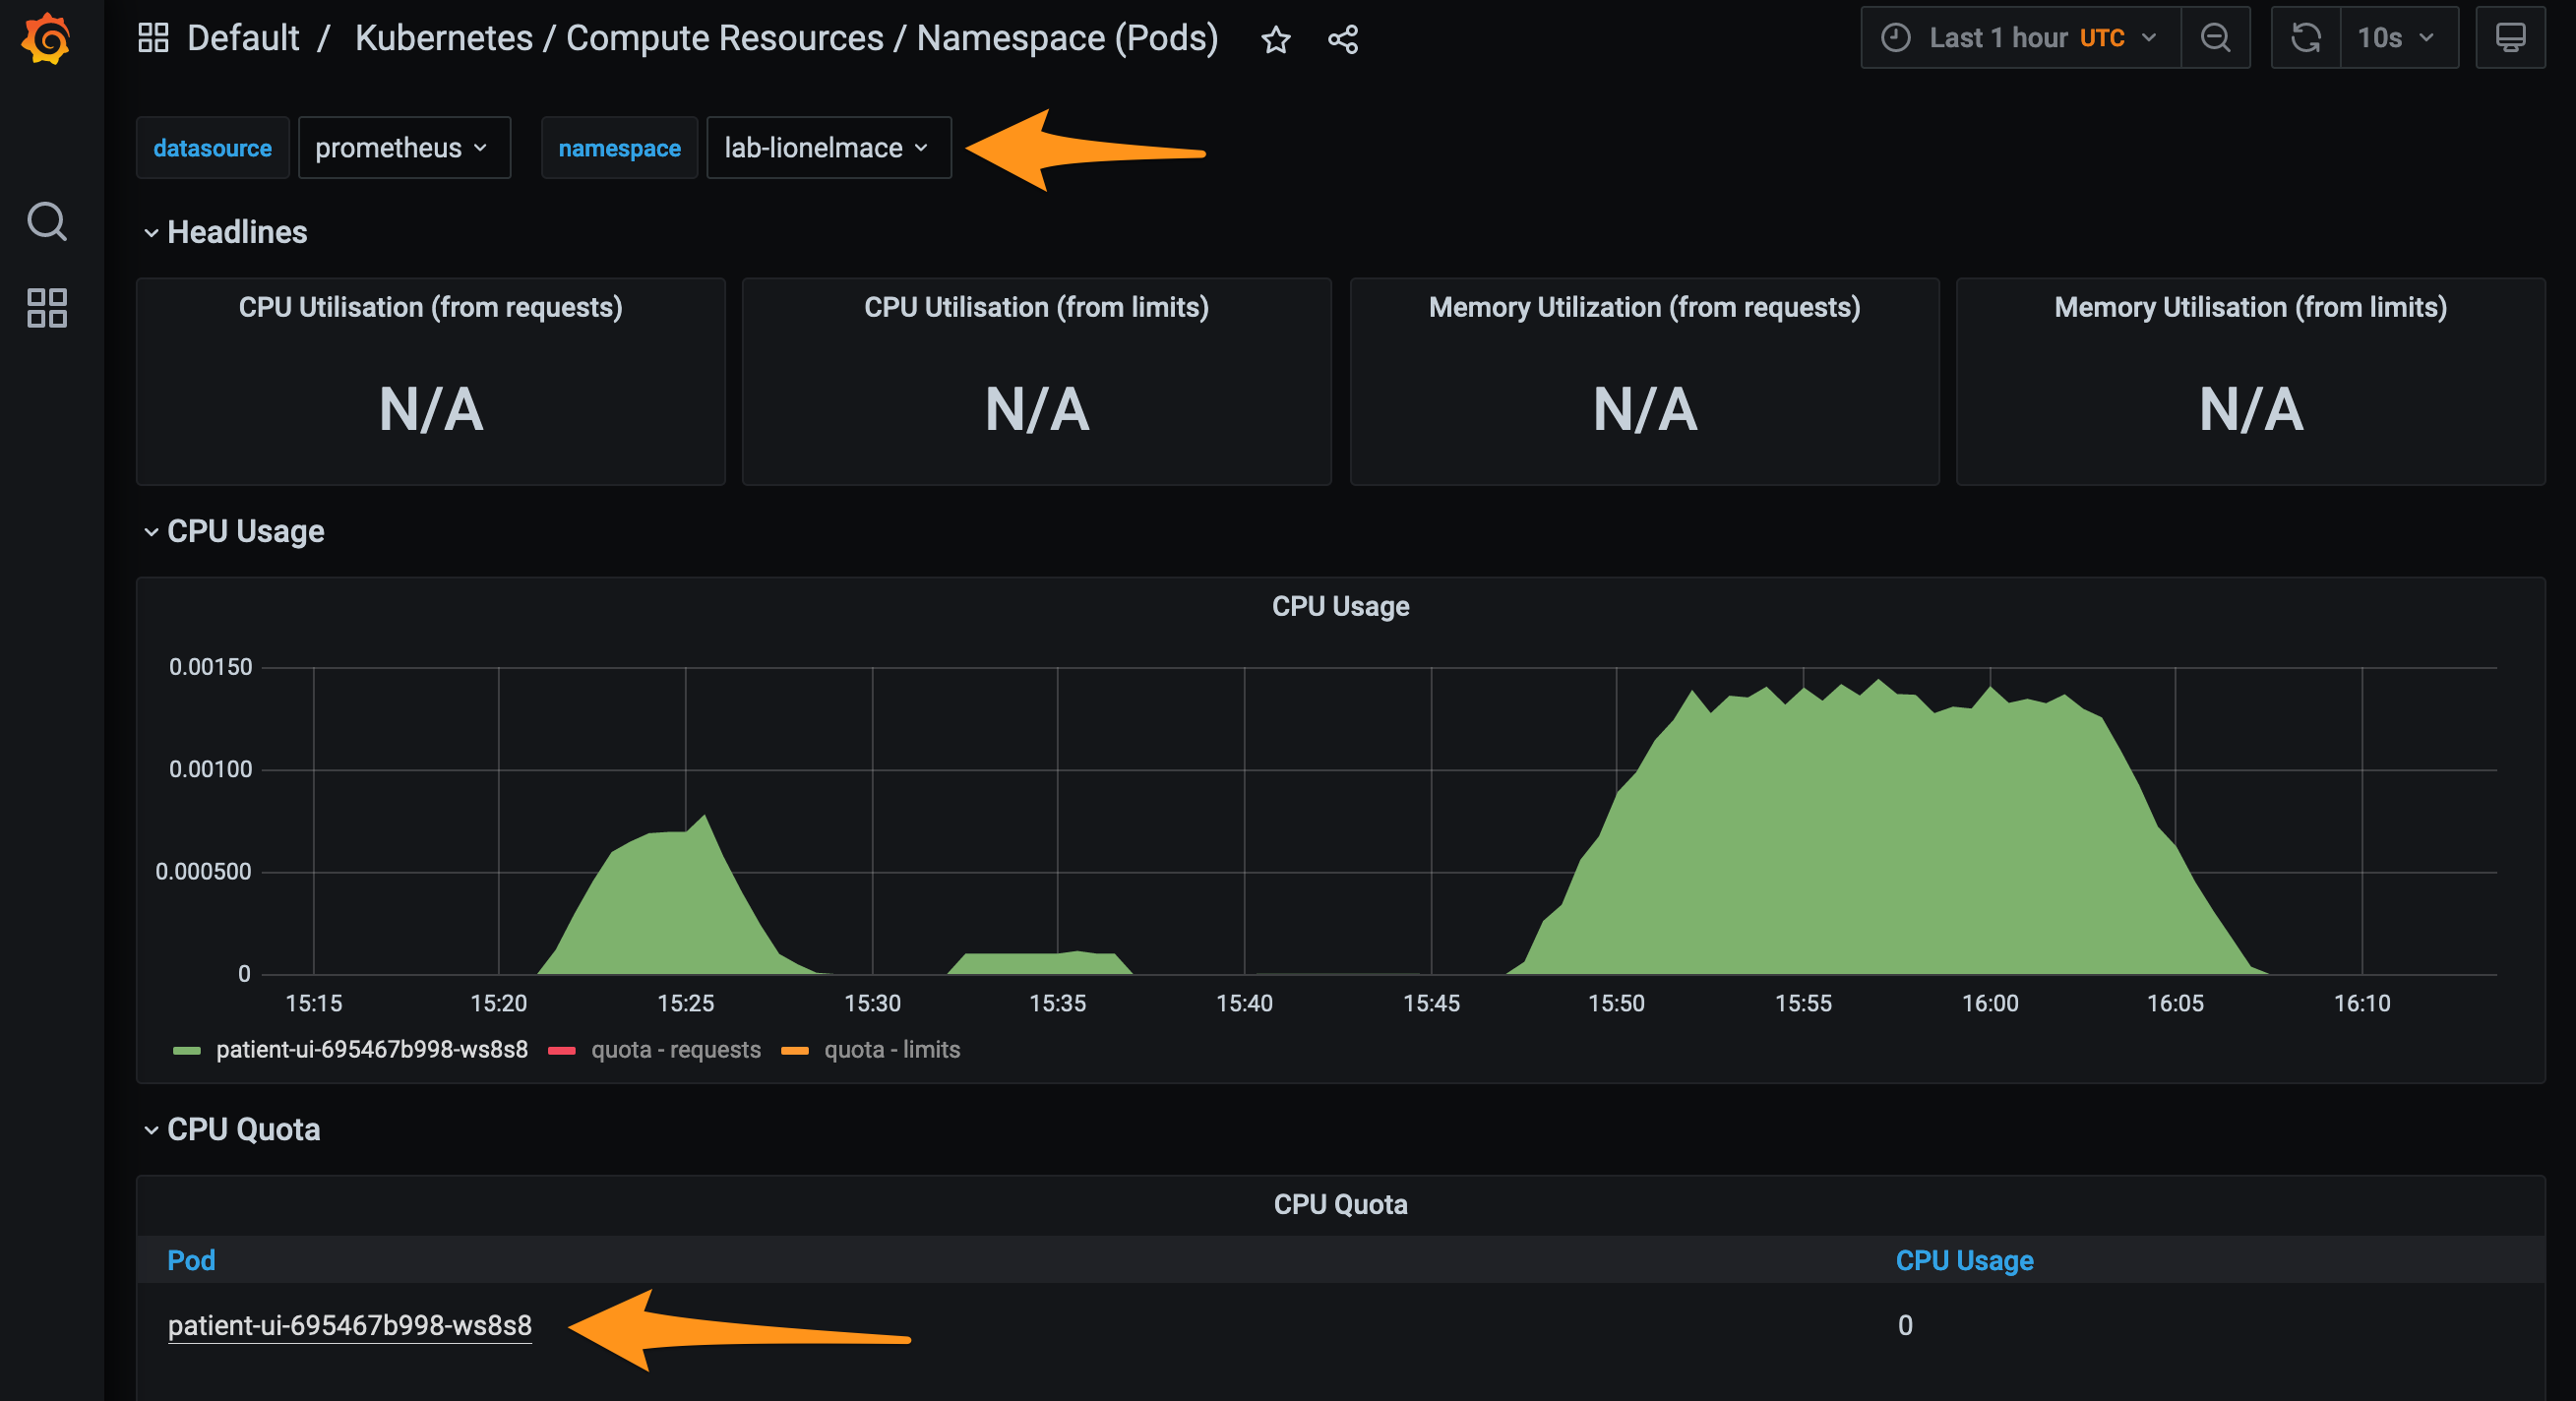 Default / Kubernetes / Compute Resources / Namespace (Pods)
Last 1 hour UTC
10s
datasource
prometheus
namespace
lab-lionelmace
Headlines
CPU Utilisation (from requests)
N/A
CPU Utilisation (from limits)
N/A
Memory Utilization (from requests)
N/A
Memory Utilisation (from limits)
N/A
CPU Usage
CPU Usage
0.00150
0.00100
0.000500
0
15:15 15:20 15:25 15:30 15:35 15:40 15:45 15:50 15:55 16:00 16:05 16:10
patient-ui-695467b998-ws8s8 quota - requests quota - limits
CPU Quota
CPU Quota
Pod CPU Usage
patient-ui-695467b998-ws8s8 0